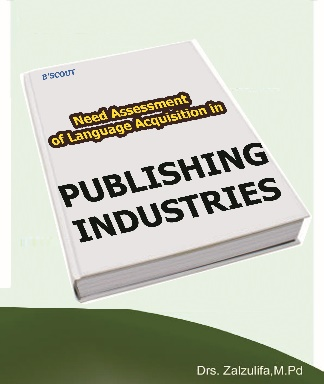 B'SCOUT
Need Assessment
of Language Acquisition in
PUBLISHING
INDUSTRIES
Drs. Zalzulifa,M.Pd